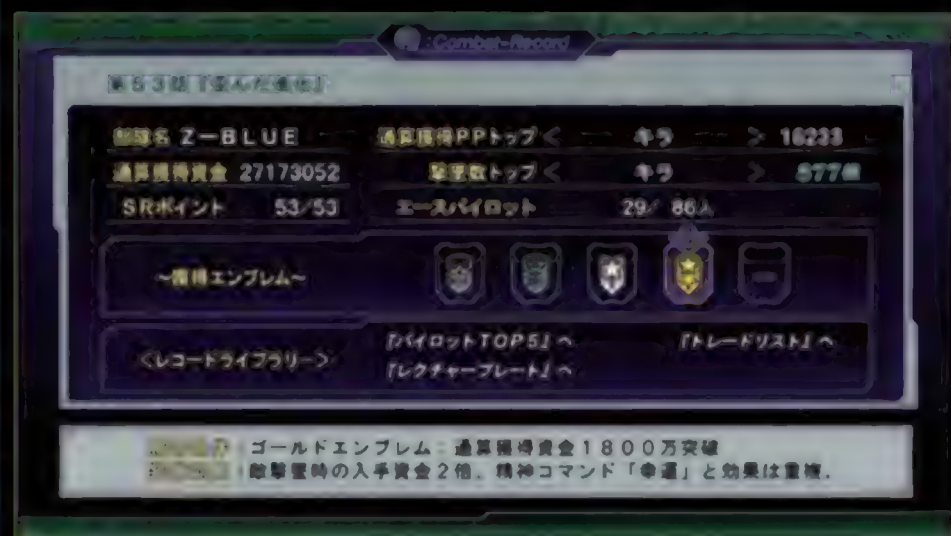 Combat-Record
第53話『歪んだ進化』
部隊名 Z-BLUE
通算獲得PPトップ < キラ > 16233
通算獲得資金 27173052
撃墜数トップ < キラ > 877機
SRポイント 53/53
エースパイロット 29/ 86人
~獲得エンブレム~
<レコードライブラリー>
『パイロットTOP5』へ
『トレードリスト』へ
『レクチャープレート』へ
:ゴールドエンブレム:通算獲得資金1800万突破
:敵撃墜時の入手資金2倍。精神コマンド「幸運」と効果は重複。